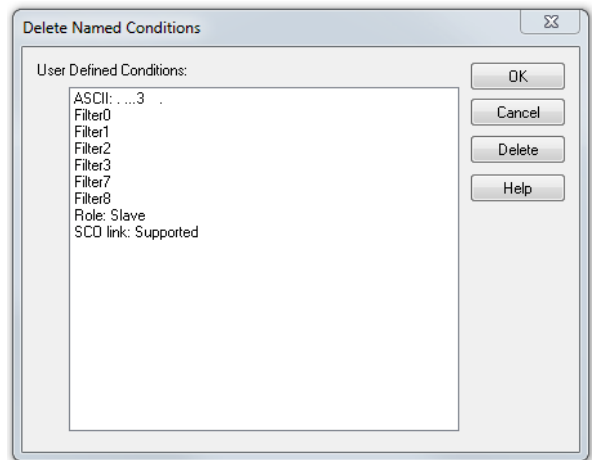 Delete Named Conditions
User Defined Conditions:
ASCII: . ...3 .
Filter0
Filter1
Filter2
Filter3
Filter7
Filter8
Role: Slave
SCO link: Supported
OK
Cancel
Delete
Help